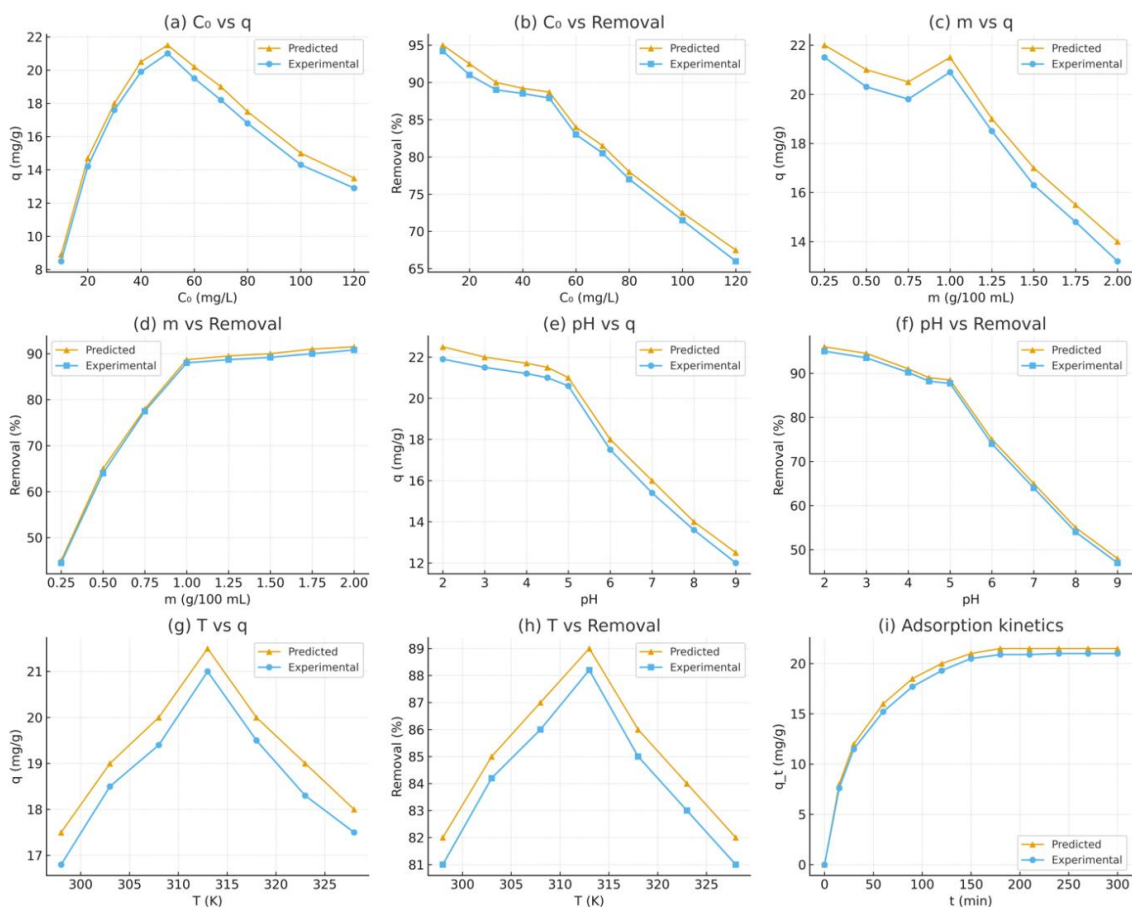 (a) C₀ vs q
22
20
18
16
14
12
10
8
q (mg/g)
Predicted
Experimental
20 40 60 80 100 120
C₀ (mg/L)
(b) C₀ vs Removal
95
90
85
80
75
70
65
Removal (%)
Predicted
Experimental
20 40 60 80 100 120
C₀ (mg/L)
(c) m vs q
22
20
18
16
14
q (mg/g)
Predicted
Experimental
0.25 0.50 0.75 1.00 1.25 1.50 1.75 2.00
m (g/100 mL)
(d) m vs Removal
90
80
70
60
50
Removal (%)
Predicted
Experimental
0.25 0.50 0.75 1.00 1.25 1.50 1.75 2.00
m (g/100 mL)
(e) pH vs q
22
20
18
16
14
12
q (mg/g)
Predicted
Experimental
2 3 4 5 6 7 8 9
pH
(f) pH vs Removal
90
80
70
60
50
Removal (%)
Predicted
Experimental
2 3 4 5 6 7 8 9
pH
(g) T vs q
21
20
19
18
17
q (mg/g)
Predicted
Experimental
300 305 310 315 320 325
T (K)
(h) T vs Removal
89
88
87
86
85
84
83
82
81
Removal (%)
Predicted
Experimental
300 305 310 315 320 325
T (K)
(i) Adsorption kinetics
20
15
10
5
0
q_t (mg/g)
Predicted
Experimental
0 50 100 150 200 250 300
t (min)